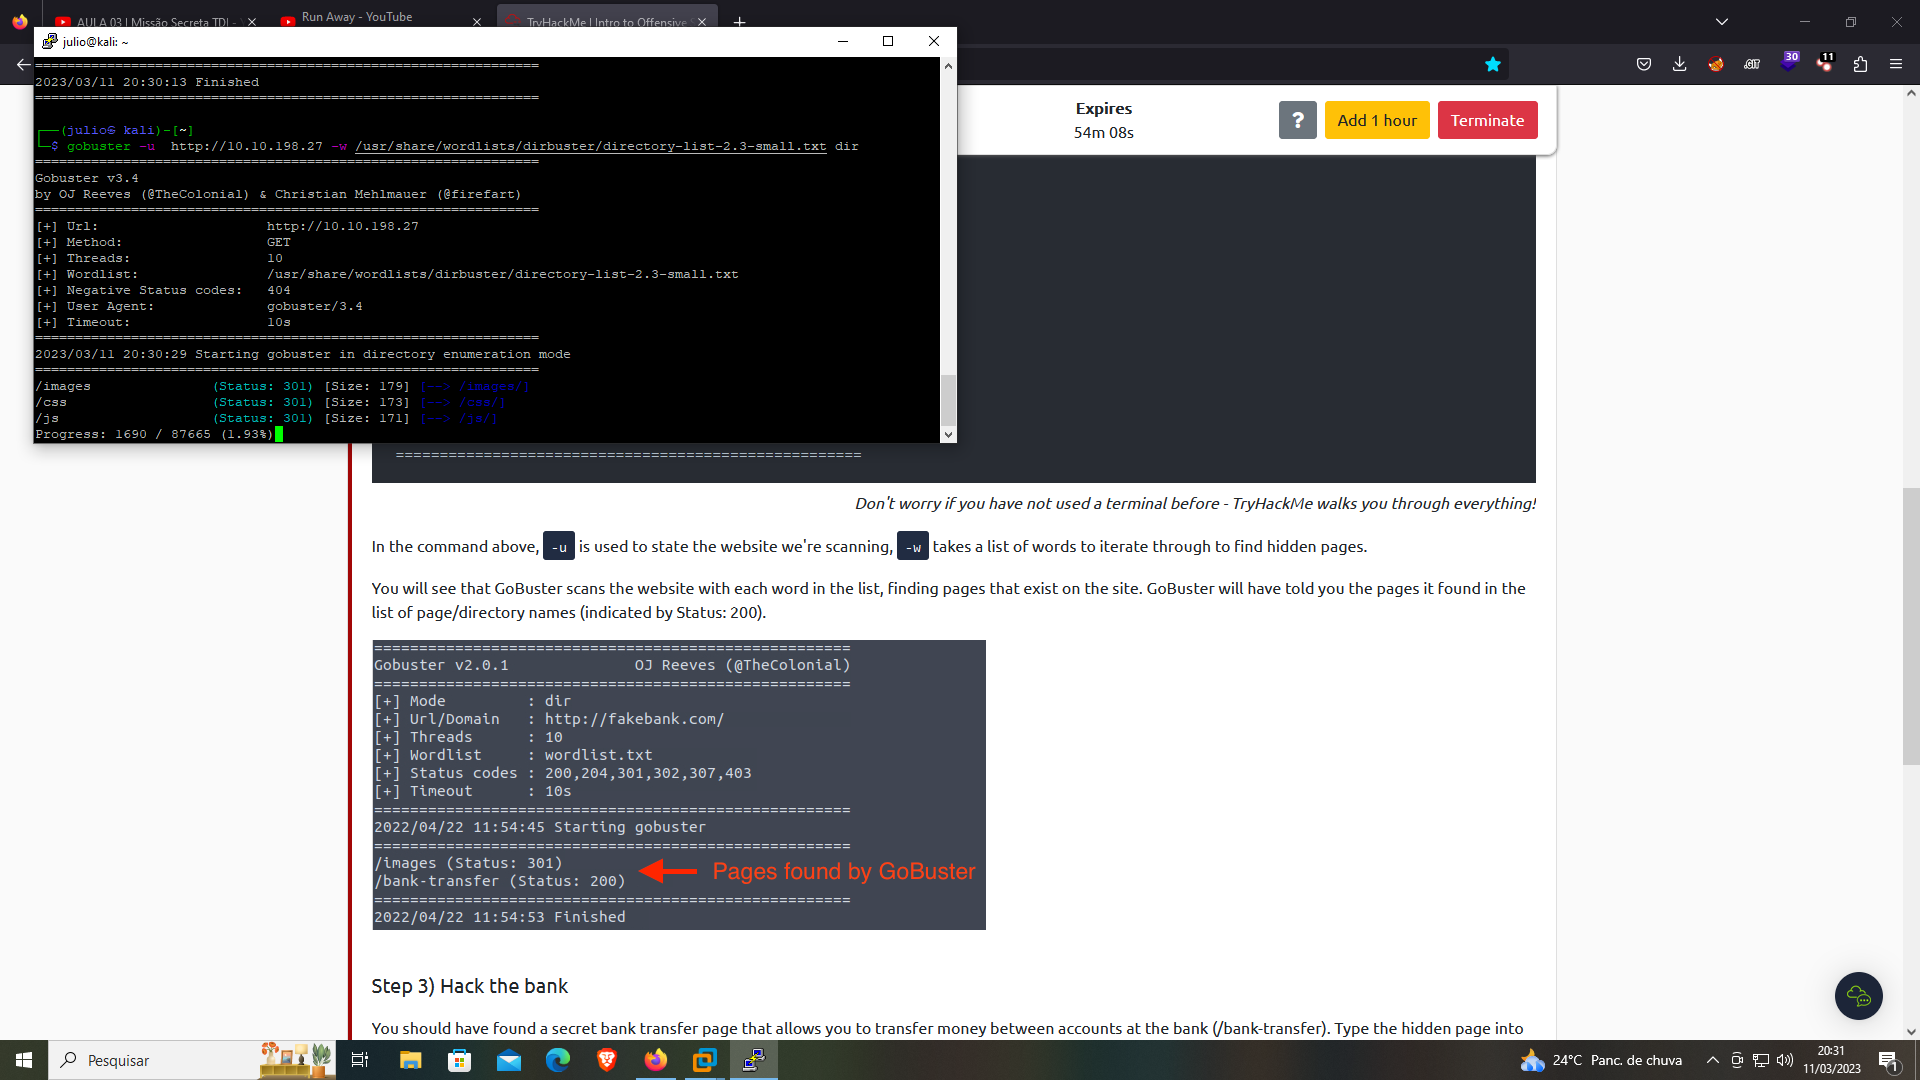 AULA 03 | Missão Secreta TDI -
Run Away - YouTube
TryHackMe | Intro to Offensive
julio@kali: ~
30
11
================================================================
2023/03/11 20:30:13 Finished
================================================================
(julio㉿kali)-[~]
$ gobuster -u  http://10.10.198.27 -w /usr/share/wordlists/dirbuster/directory-list-2.3-small.txt dir
===============================================================
Gobuster v3.4
by OJ Reeves (@TheColonial) & Christian Mehlmauer (@firefart)
===============================================================
[+] Url:                     http://10.10.198.27
[+] Method:                  GET
[+] Threads:                 10
[+] Wordlist:                /usr/share/wordlists/dirbuster/directory-list-2.3-small.txt
[+] Negative Status codes:   404
[+] User Agent:              gobuster/3.4
[+] Timeout:                 10s
===============================================================
2023/03/11 20:30:29 Starting gobuster in directory enumeration mode
===============================================================
/images               (Status: 301) [Size: 179] [--> /images/]
/css                  (Status: 301) [Size: 173] [--> /css/]
/js                   (Status: 301) [Size: 171] [--> /js/]
Progress: 1690 / 87665 (1.93%)
Expires
54m 08s
?
Add 1 hour
Terminate
=====================================================
Don't worry if you have not used a terminal before - TryHackMe walks you through everything!
In the command above, -u is used to state the website we're scanning, -w takes a list of words to iterate through to find hidden pages.
You will see that GoBuster scans the website with each word in the list, finding pages that exist on the site. GoBuster will have told you the pages it found in the
list of page/directory names (indicated by Status: 200).
=====================================================
Gobuster v2.0.1              OJ Reeves (@TheColonial)
=====================================================
[+] Mode         : dir
[+] Url/Domain   : http://fakebank.com/
[+] Threads      : 10
[+] Wordlist     : wordlist.txt
[+] Status codes : 200,204,301,302,307,403
[+] Timeout      : 10s
=====================================================
2022/04/22 11:54:45 Starting gobuster
=====================================================
/images (Status: 301)
/bank-transfer (Status: 200)
Pages found by GoBuster
=====================================================
2022/04/22 11:54:53 Finished
Step 3) Hack the bank
You should have found a secret bank transfer page that allows you to transfer money between accounts at the bank (/bank-transfer). Type the hidden page into
Pesquisar
24°C Panc. de chuva
20:31
11/03/2023
1